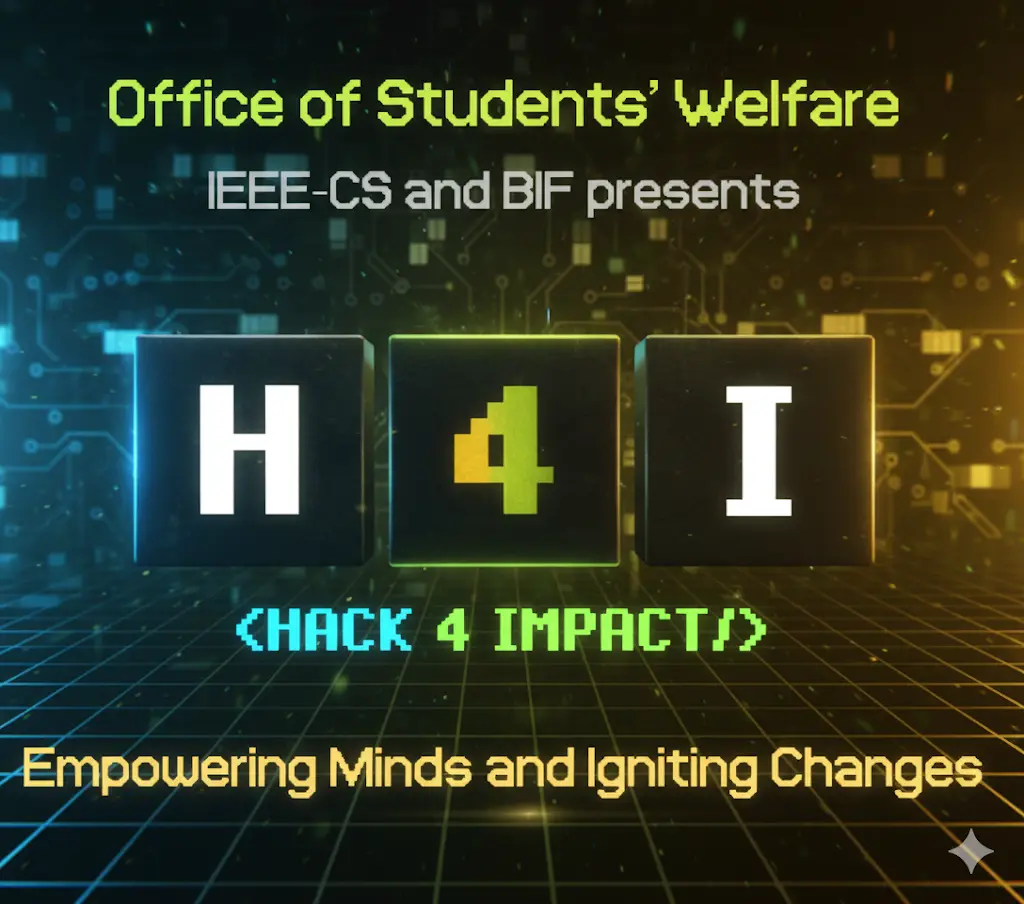 Office of Students' Welfare
IEEE-CS and BIF presents
H 4 I
<HACK 4 IMPACT/>
Empowering Minds and Igniting Changes